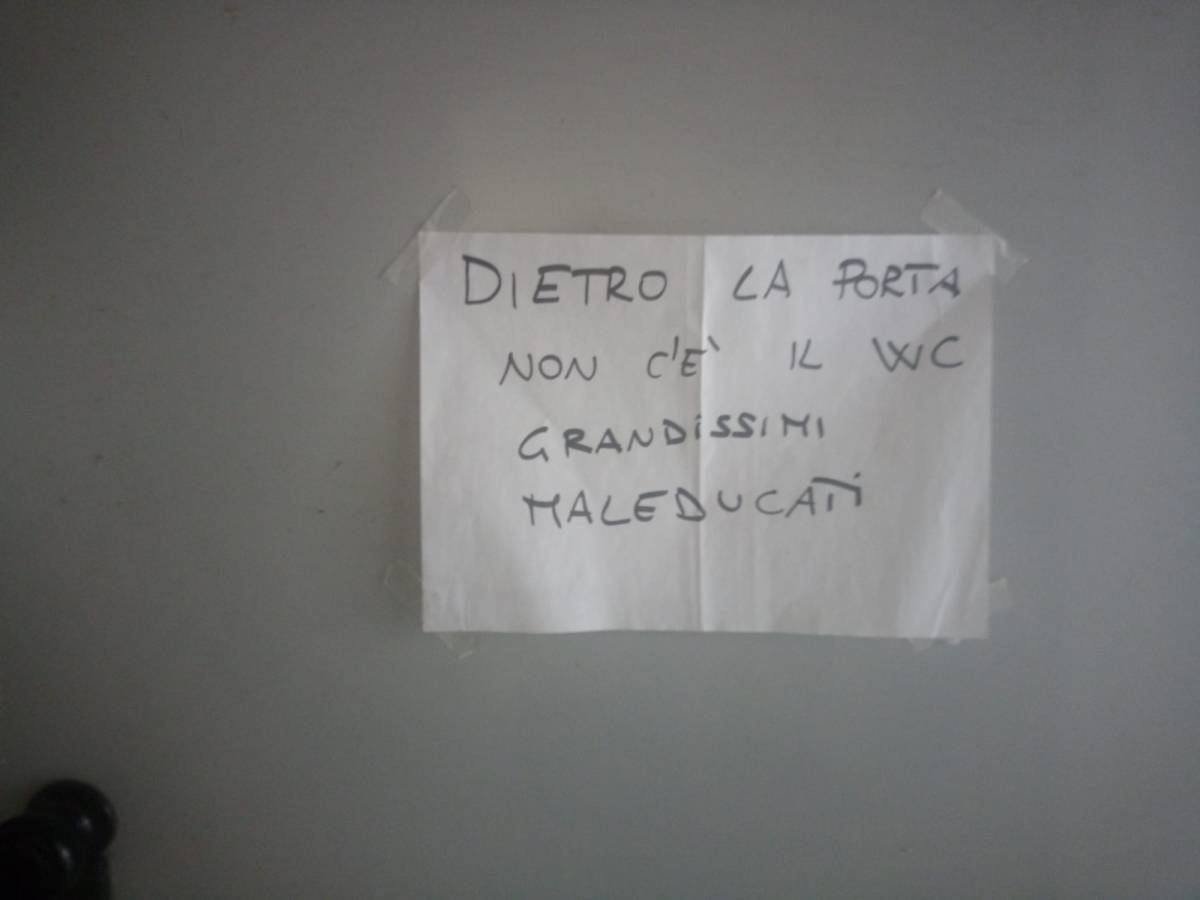 DIETRO LA PORTA
NON C'E' IL WC
GRANDISSIMI
MALEDUCATI